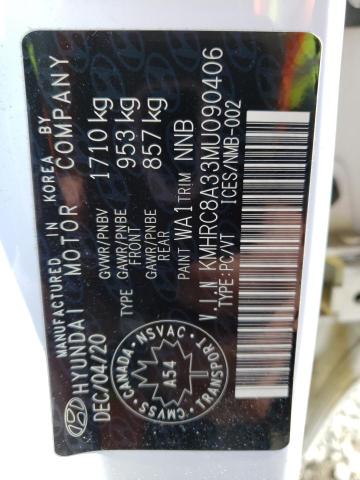 MANUFACTURED IN KOREA BY
HYUNDAI MOTOR COMPANY
DEC/04/20
GVWR/PNBV 1710 kg
TYPE GAWR/PNBE FRONT 953 kg
GAWR/PNBE REAR 857 kg
PAINT WA1 TRIM NNB
V.I.N KMHRC8A33MU090406
TYPE:PC/VT ICES/NMB-002
CANADA NSVAC
A54
CMVSS TRANSPORT